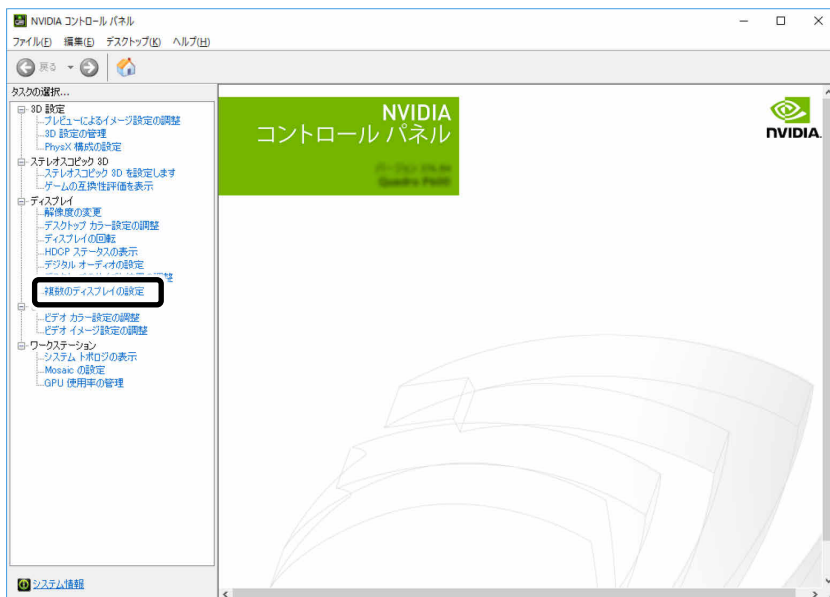 NVIDIA コントロール パネル
ファイル(F) 編集(E) デスクトップ(K) ヘルプ(H)
戻る
タスクの選択...
3D 設定
プレビューによるイメージ設定の調整
3D 設定の管理
PhysX 構成の設定
ステレオスコピック 3D
ステレオスコピック 3D を設定します
ゲームの互換性評価を表示
ディスプレイ
解像度の変更
デスクトップ カラー設定の調整
ディスプレイの回転
HDCP ステータスの表示
デジタル オーディオの設定
複数のディスプレイの設定
ビデオ カラー設定の調整
ビデオ イメージ設定の調整
ワークステーション
システム トポロジの表示
Mosaic の設定
GPU 使用率の管理
システム情報
NVIDIA
コントロール パネル
NVIDIA.